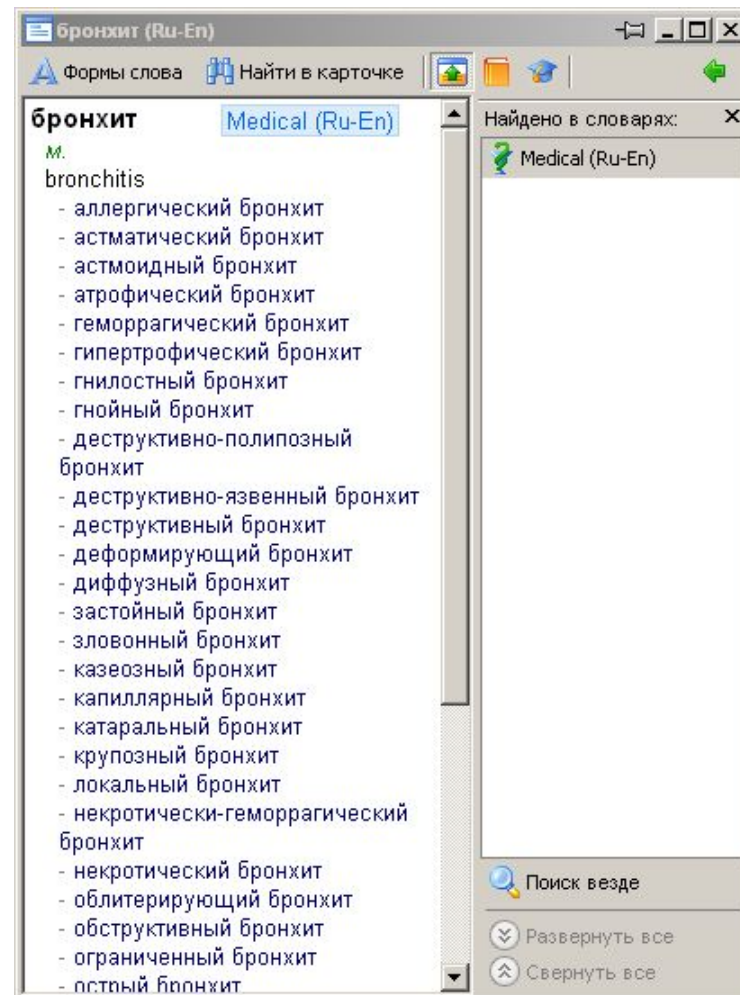 бронхит (Ru-En)
Формы слова Найти в карточке
бронхит Medical (Ru-En)
м.
bronchitis
- аллергический бронхит
- астматический бронхит
- астмоидный бронхит
- атрофический бронхит
- геморрагический бронхит
- гипертрофический бронхит
- гнилостный бронхит
- гнойный бронхит
- деструктивно-полипозный
бронхит
- деструктивно-язвенный бронхит
- деструктивный бронхит
- деформирующий бронхит
- диффузный бронхит
- застойный бронхит
- зловонный бронхит
- казеозный бронхит
- капиллярный бронхит
- катаральный бронхит
- крупозный бронхит
- локальный бронхит
- некротически-геморрагический
бронхит
- некротический бронхит
- облитерирующий бронхит
- обструктивный бронхит
- ограниченный бронхит
- острый бронхит
Найдено в словарях:
Medical (Ru-En)
Поиск везде
Развернуть все
Свернуть все